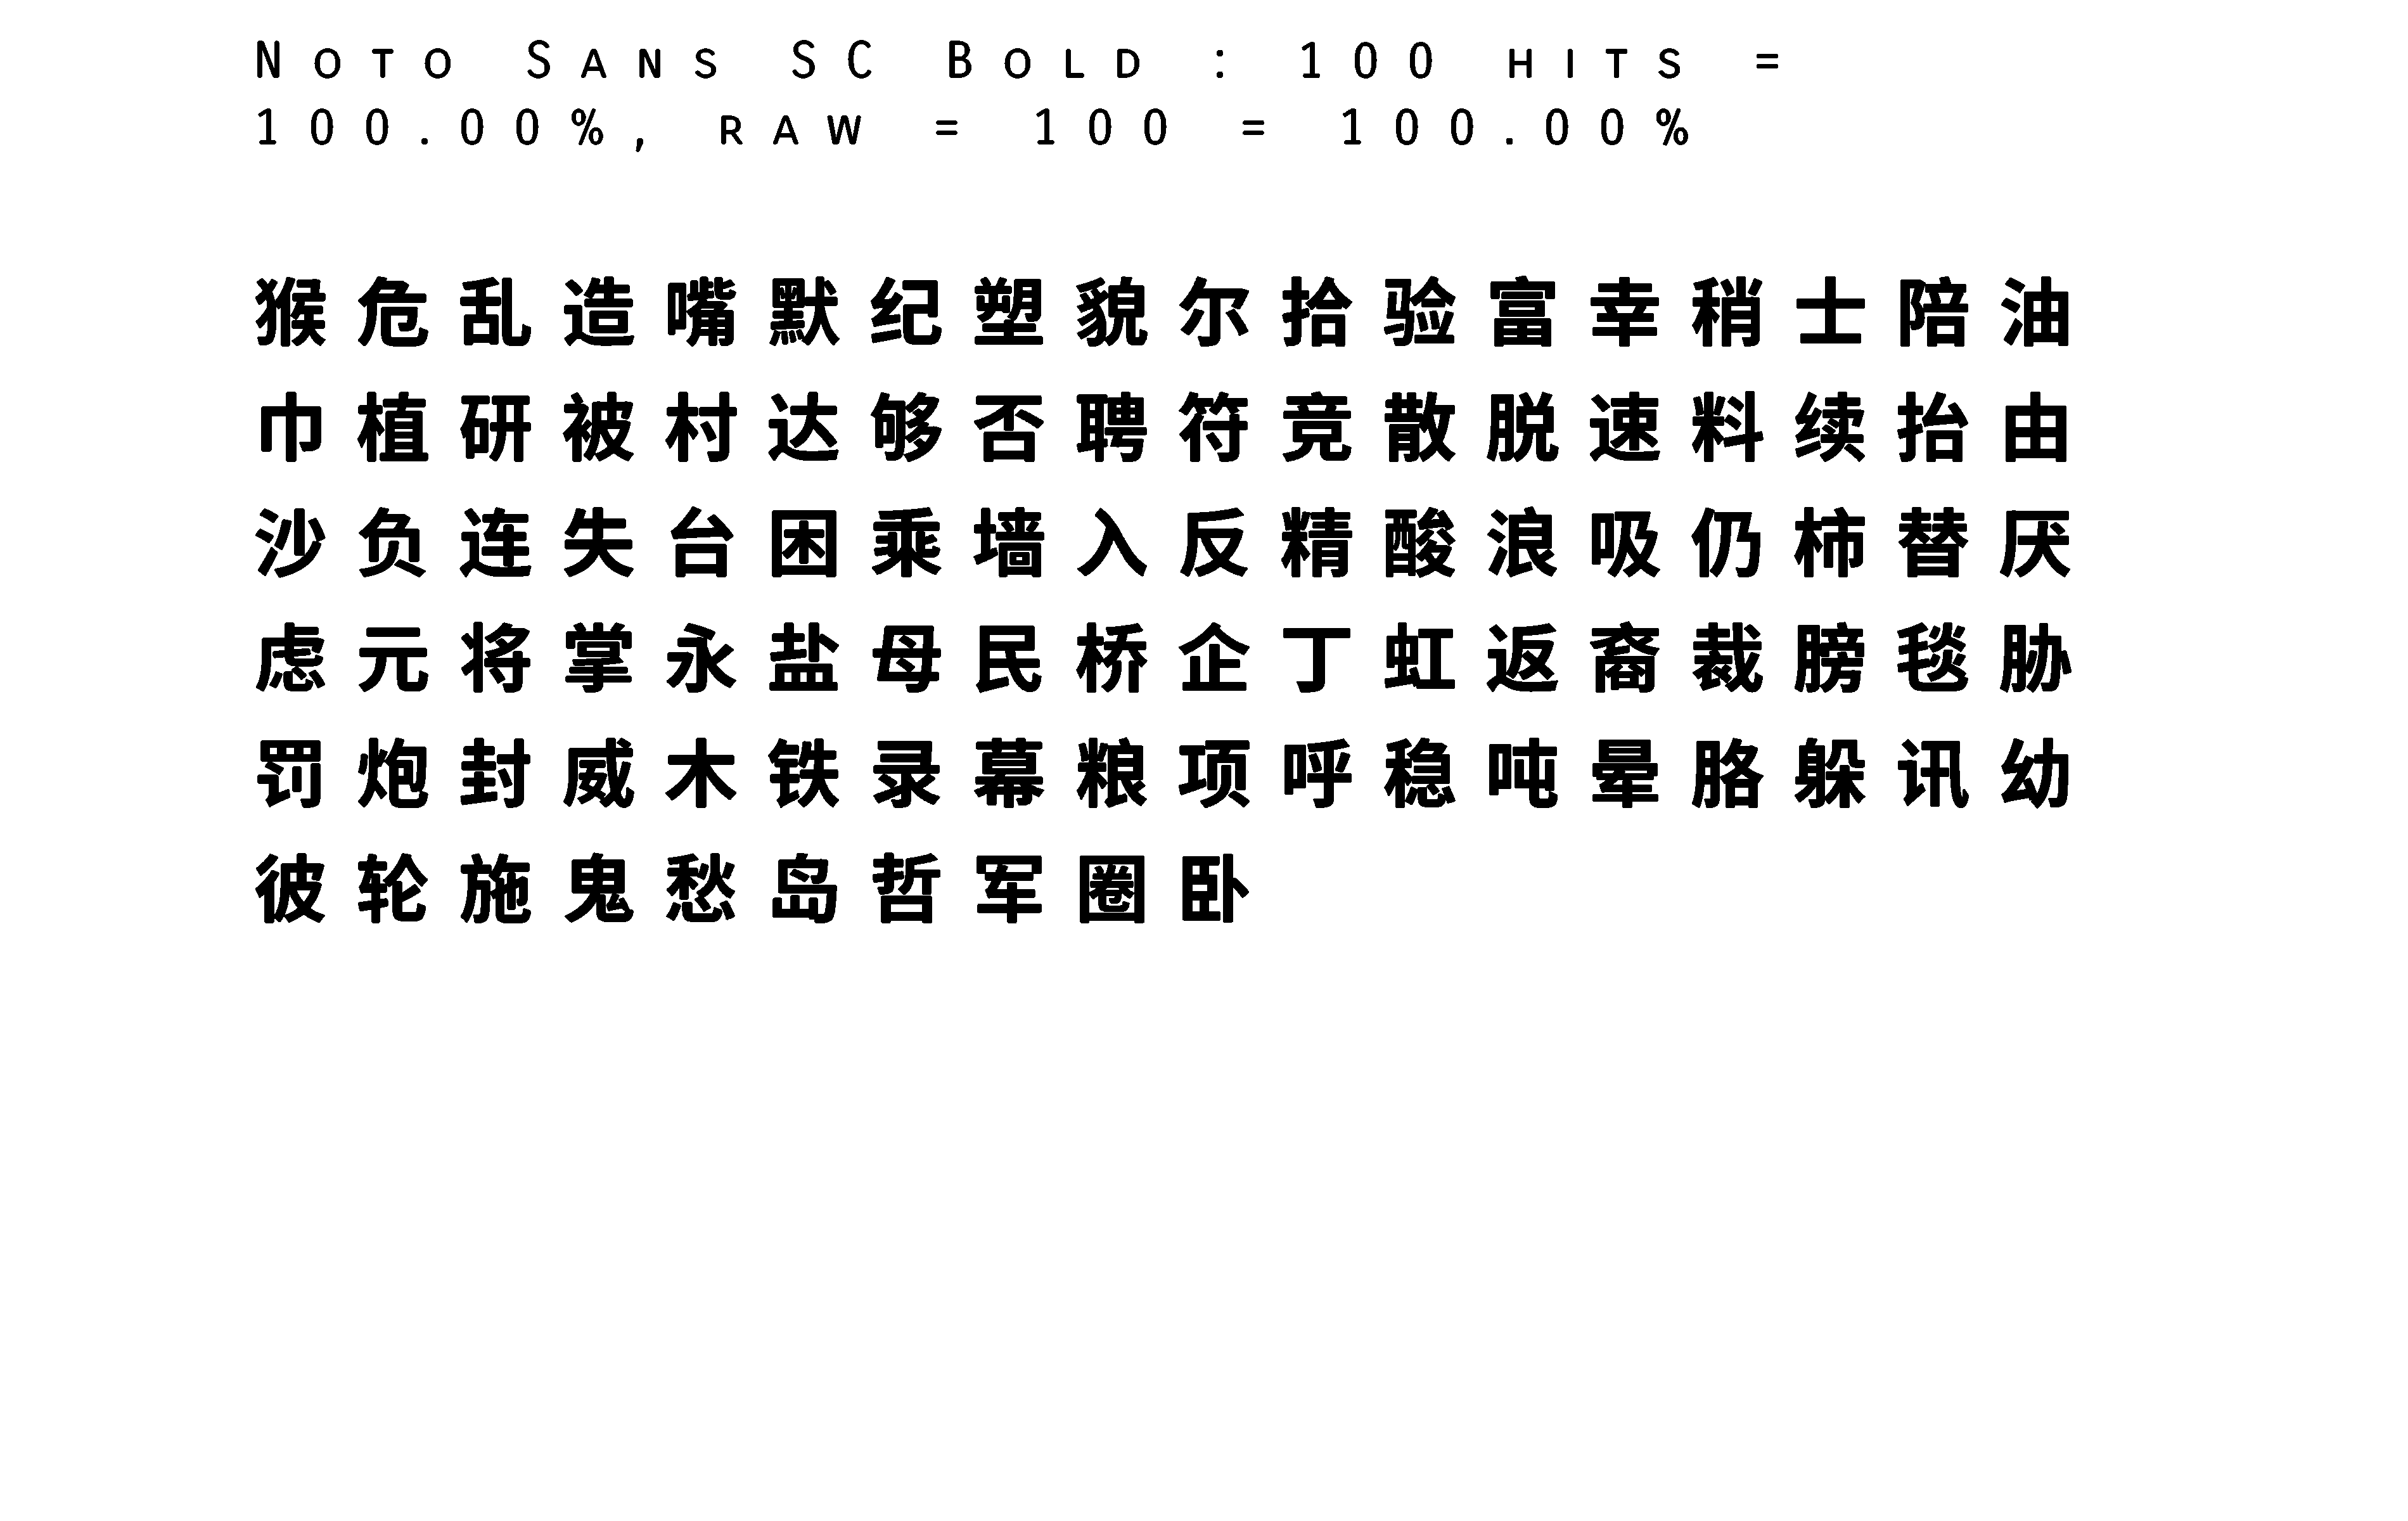 Noto Sans SC Bold : 100 hits =
100.00%, raw = 100 = 100.00%
猴危乱造嘴默纪塑貌尔拾验富幸稍士陪油
巾植研被村达够否聘符竞散脱速料续抬由
沙负连失台困乘墙入反精酸浪吸仍柿替厌
虑元将掌永盐母民桥企丁虹返裔裁膀毯胁
罚炮封威木铁录幕粮项呼稳吨晕胳躲讯幼
彼轮施鬼愁岛哲军圈卧